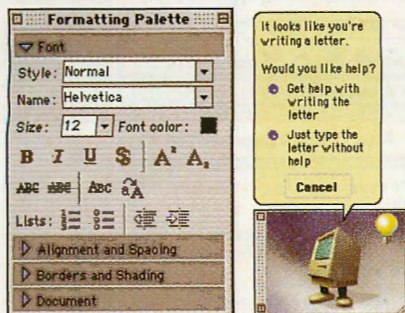 Formatting Palette
Font
Style: Normal
Name: Helvetica
Size: 12 Font color:
B I U S A² A₂
ABC ABC ABC aA
Lists:
Alignment and Spacing
Borders and Shading
Document
It looks like you're
writing a letter.
Would you like help?
Get help with
writing the
letter
Just type the
letter without
help
Cancel